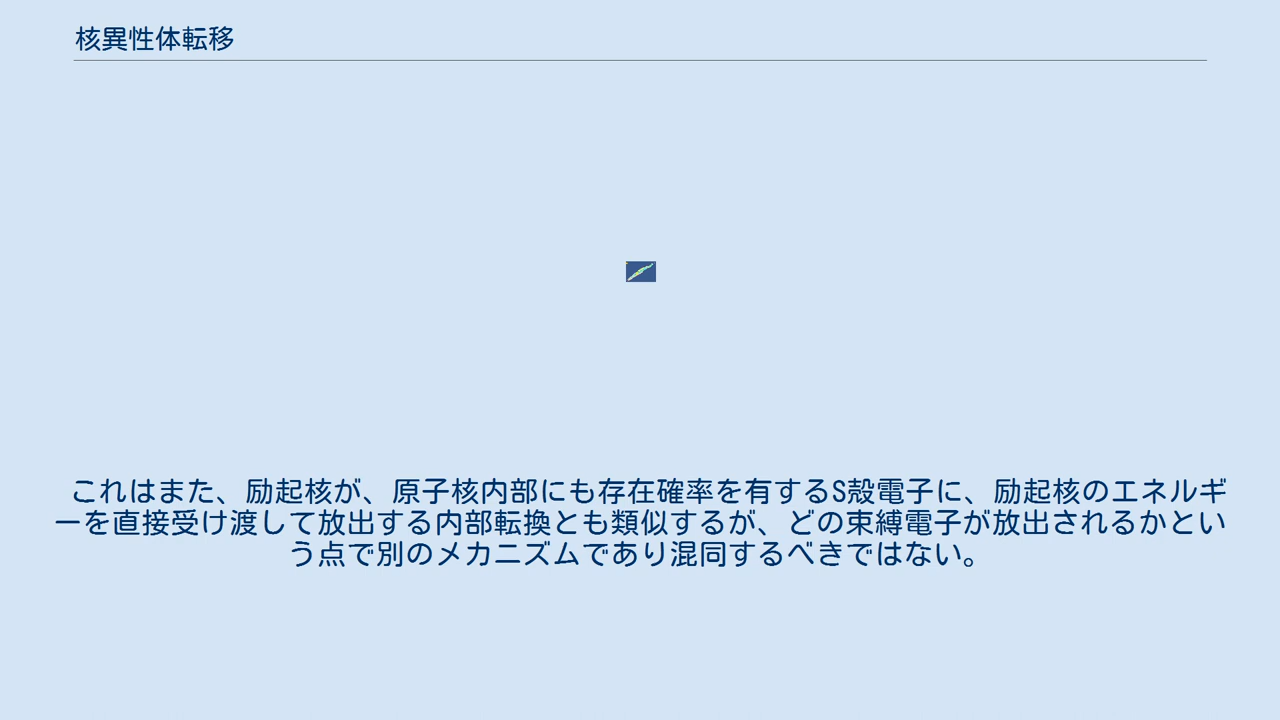 核異性体転移
これはまた、励起核が、原子核内部にも存在確率を有するS殻電子に、励起核のエネルギ
ーを直接受け渡して放出する内部転換とも類似するが、どの束縛電子が放出されるかとい
う点で別のメカニズムであり混同するべきではない。